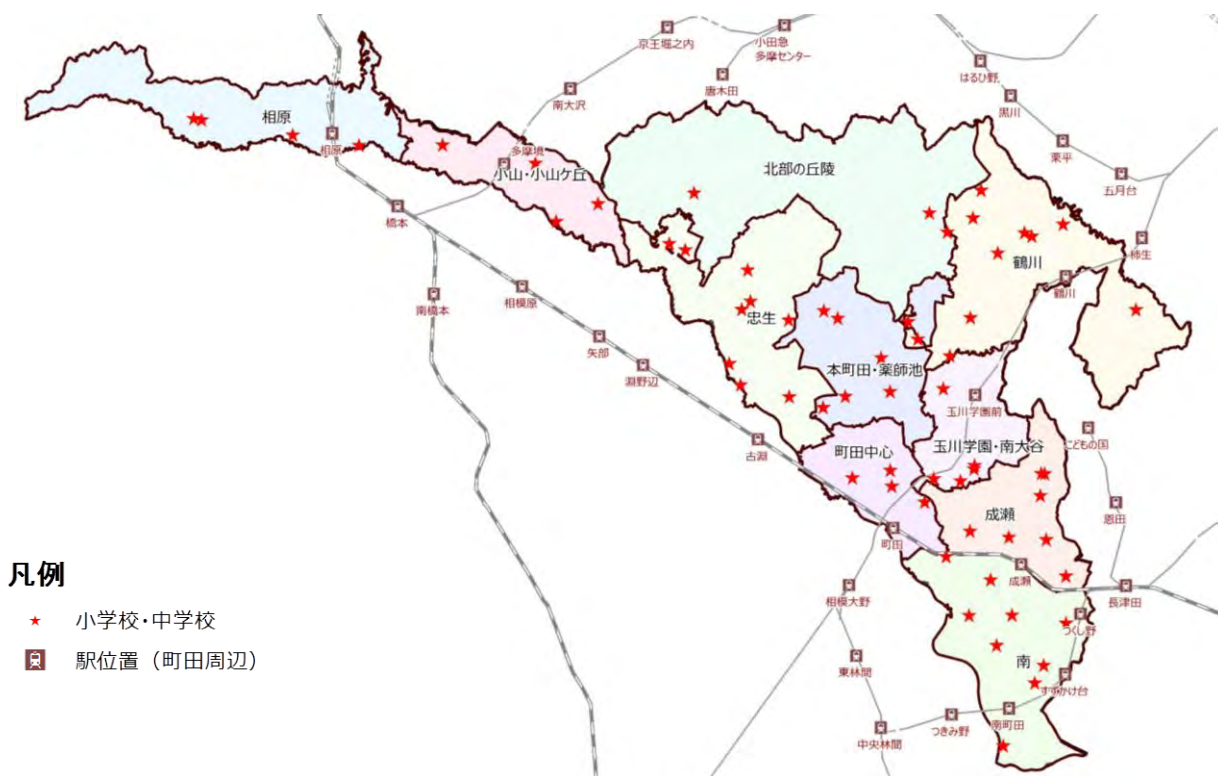 京王堀之内
小田急
多摩センター
はるひ野
唐木田
南大沢
黒川
栗平
五月台
相原
相原
多摩境
小山・小山ケ丘
北部の丘陵
橋本
柿生
鶴川
鶴川
南橋本
相模原
忠生
矢部
淵野辺
本町田・薬師池
玉川学園前
古淵
町田中心
玉川学園・南大谷
こどもの国
成瀬
恩田
町田
成瀬
長津田
相模大野
つくし野
南
東林間
すずかけ台
中央林間
つきみ野
南町田
凡例
小学校・中学校
駅位置（町田周辺）